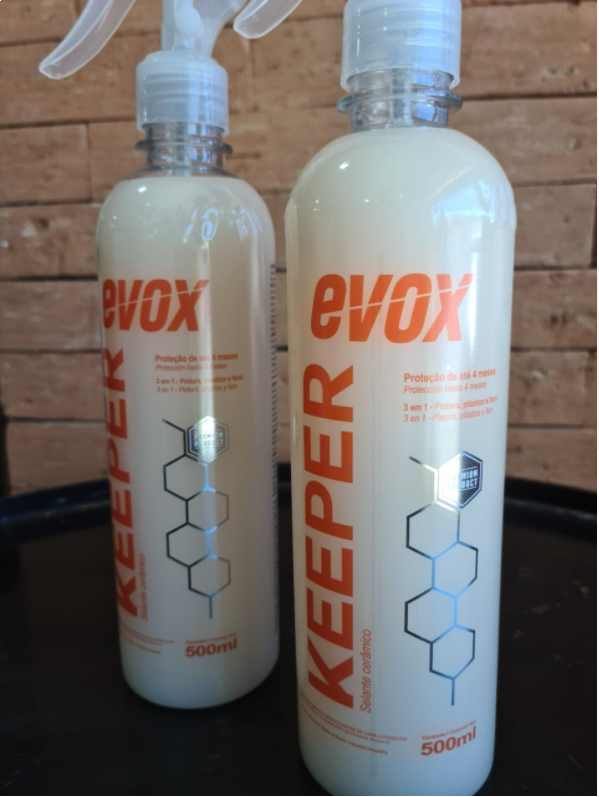 evox
KEEPER
Selante cerâmico
Proteção de até 4 meses
Protección hasta 4 meses
3 em 1 - Pintura, plástico e farol
3 en 1 - Pintura, plástico y faro
500ml
evox
KEEPER
Selante cerâmico
Proteção de até 4 meses
Protección hasta 4 meses
3 em 1 - Pintura, plástico e farol
3 en 1 - Pintura, plástico y faro
PREMIUM
PRODUCT
500ml